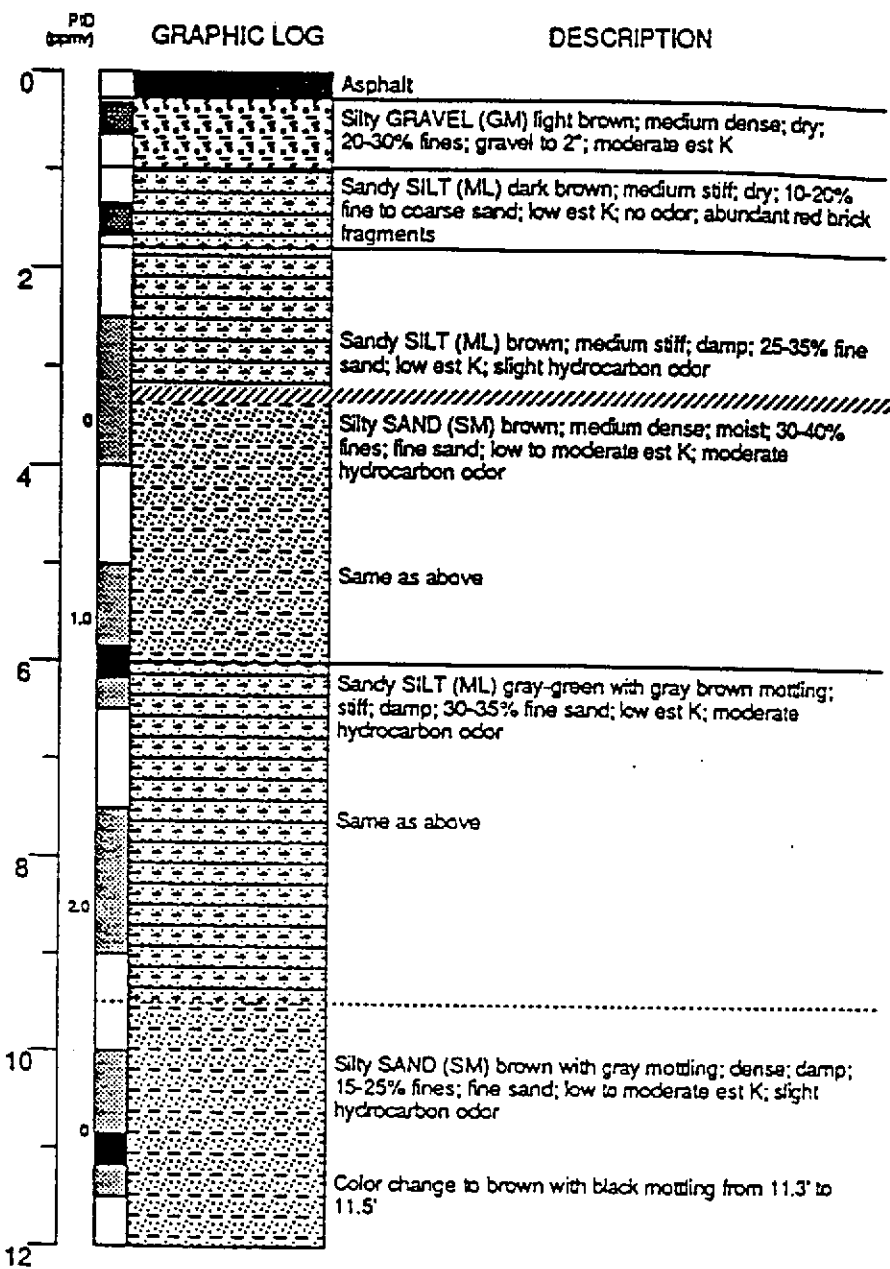 PID
(ppmv)
GRAPHIC LOG
DESCRIPTION
0
Asphalt
Silty GRAVEL (GM) light brown; medium dense; dry;
20-30% fines; gravel to 2"; moderate est K
Sandy SILT (ML) dark brown; medium stiff; dry; 10-20%
fine to coarse sand; low est K; no odor; abundant red brick
fragments
2
Sandy SILT (ML) brown; medium stiff; damp; 25-35% fine
sand; low est K; slight hydrocarbon odor
0
Silty SAND (SM) brown; medium dense; moist; 30-40%
fines; fine sand; low to moderate est K; moderate
hydrocarbon odor
4
Same as above
1.0
6
Sandy SILT (ML) gray-green with gray brown mottling;
stiff; damp; 30-35% fine sand; low est K; moderate
hydrocarbon odor
Same as above
8
2.0
10
Silty SAND (SM) brown with gray mottling; dense; damp;
15-25% fines; fine sand; low to moderate est K; slight
hydrocarbon odor
0
Color change to brown with black mottling from 11.3' to
11.5'
12